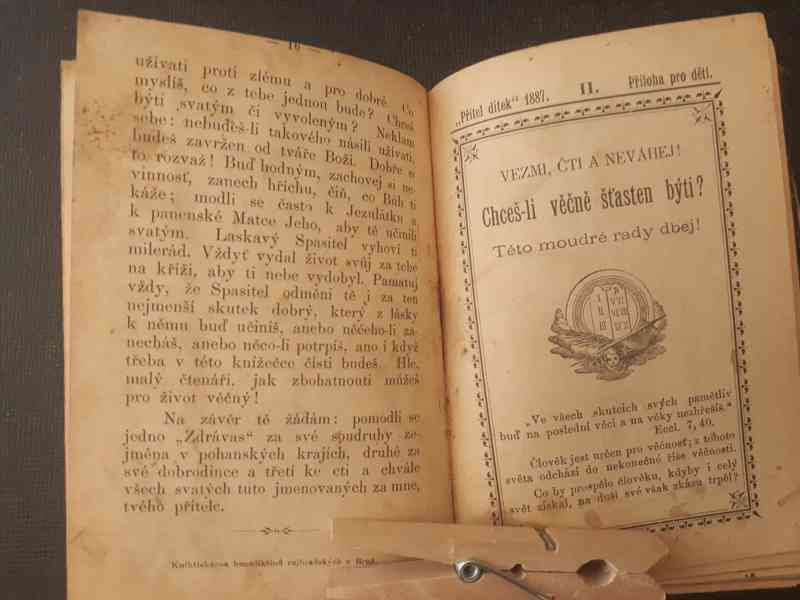 — 16 —
užívati proti zlému a pro dobré. Co
myslíš, co z tebe jednou bude? Chceš
býti svatým či vyvoleným? Neklam
sebe: nebudeš-li takového násilí užívati,
budeš zavržen od tváře Boží. Dobře si
to rozvaž! Buď hodným, zachovej si ne-
vinnosť, zanech hříchu, čiň, co Bůh ti
káže; modli se často k Jezulátku a
k panenské Matce Jeho, aby tě učinili
svatým. Laskavý Spasitel vyhoví ti
milerád. Vždyť vydal život svůj za tebe
na kříži, aby ti nebe vydobyl. Pamatuj
vždy, že Spasitel odmění tě i za ten
nejmenší skutek dobrý, který z lásky
k němu buď učiníš, anebo něčeho-li za-
necháš, anebo něco-li potrpíš, ano i když
třeba v této knížečce čísti budeš. Hle,
malý čtenáři, jak zbohatnouti můžeš
pro život věčný!
Na závěr tě žádám: pomodli se
jedno „Zdrávas" za své spudruhy ze-
jména v pohanských krajích, druhé za
své dobrodince a třetí ke cti a chvále
všech svatých tuto jmenovaných za mne,
tvého přítele.
Knihtiskárna benediktinů rajhradských v Brně.
„Přítel dítek" 1887. II. Příloha pro děti.
VEZMI, ČTI A NEVÁHEJ!
Chceš-li věčně šťasten býti?
Této moudré rady dbej!
„Ve všech skutcích svých pamětliv
buď na poslední věci a na věky nezhřešíš."
Eccl. 7, 40.
Člověk jest určen pro věčnosť; z tohoto
světa odchází do nekonečné říše věčnosti.
Co by prospělo člověku, kdyby i celý
svět získal, na duši své však zkázu trpěl?